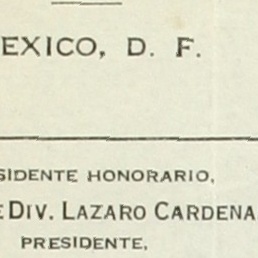 EXICO, D. F.
SIDENTE HONORARIO,
E DIV. LAZARO CARDENA
PRESIDENTE,